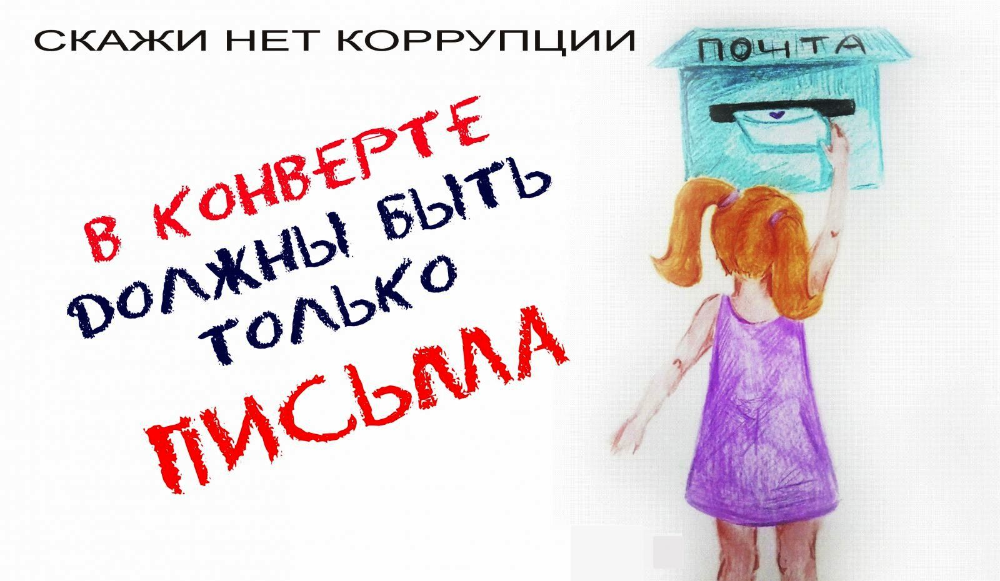 СКАЖИ НЕТ КОРРУПЦИИ
ПОЧТА
В КОНВЕРТЕ
ДОЛЖНЫ БЫТЬ
ТОЛЬКО
ПИСЬМА